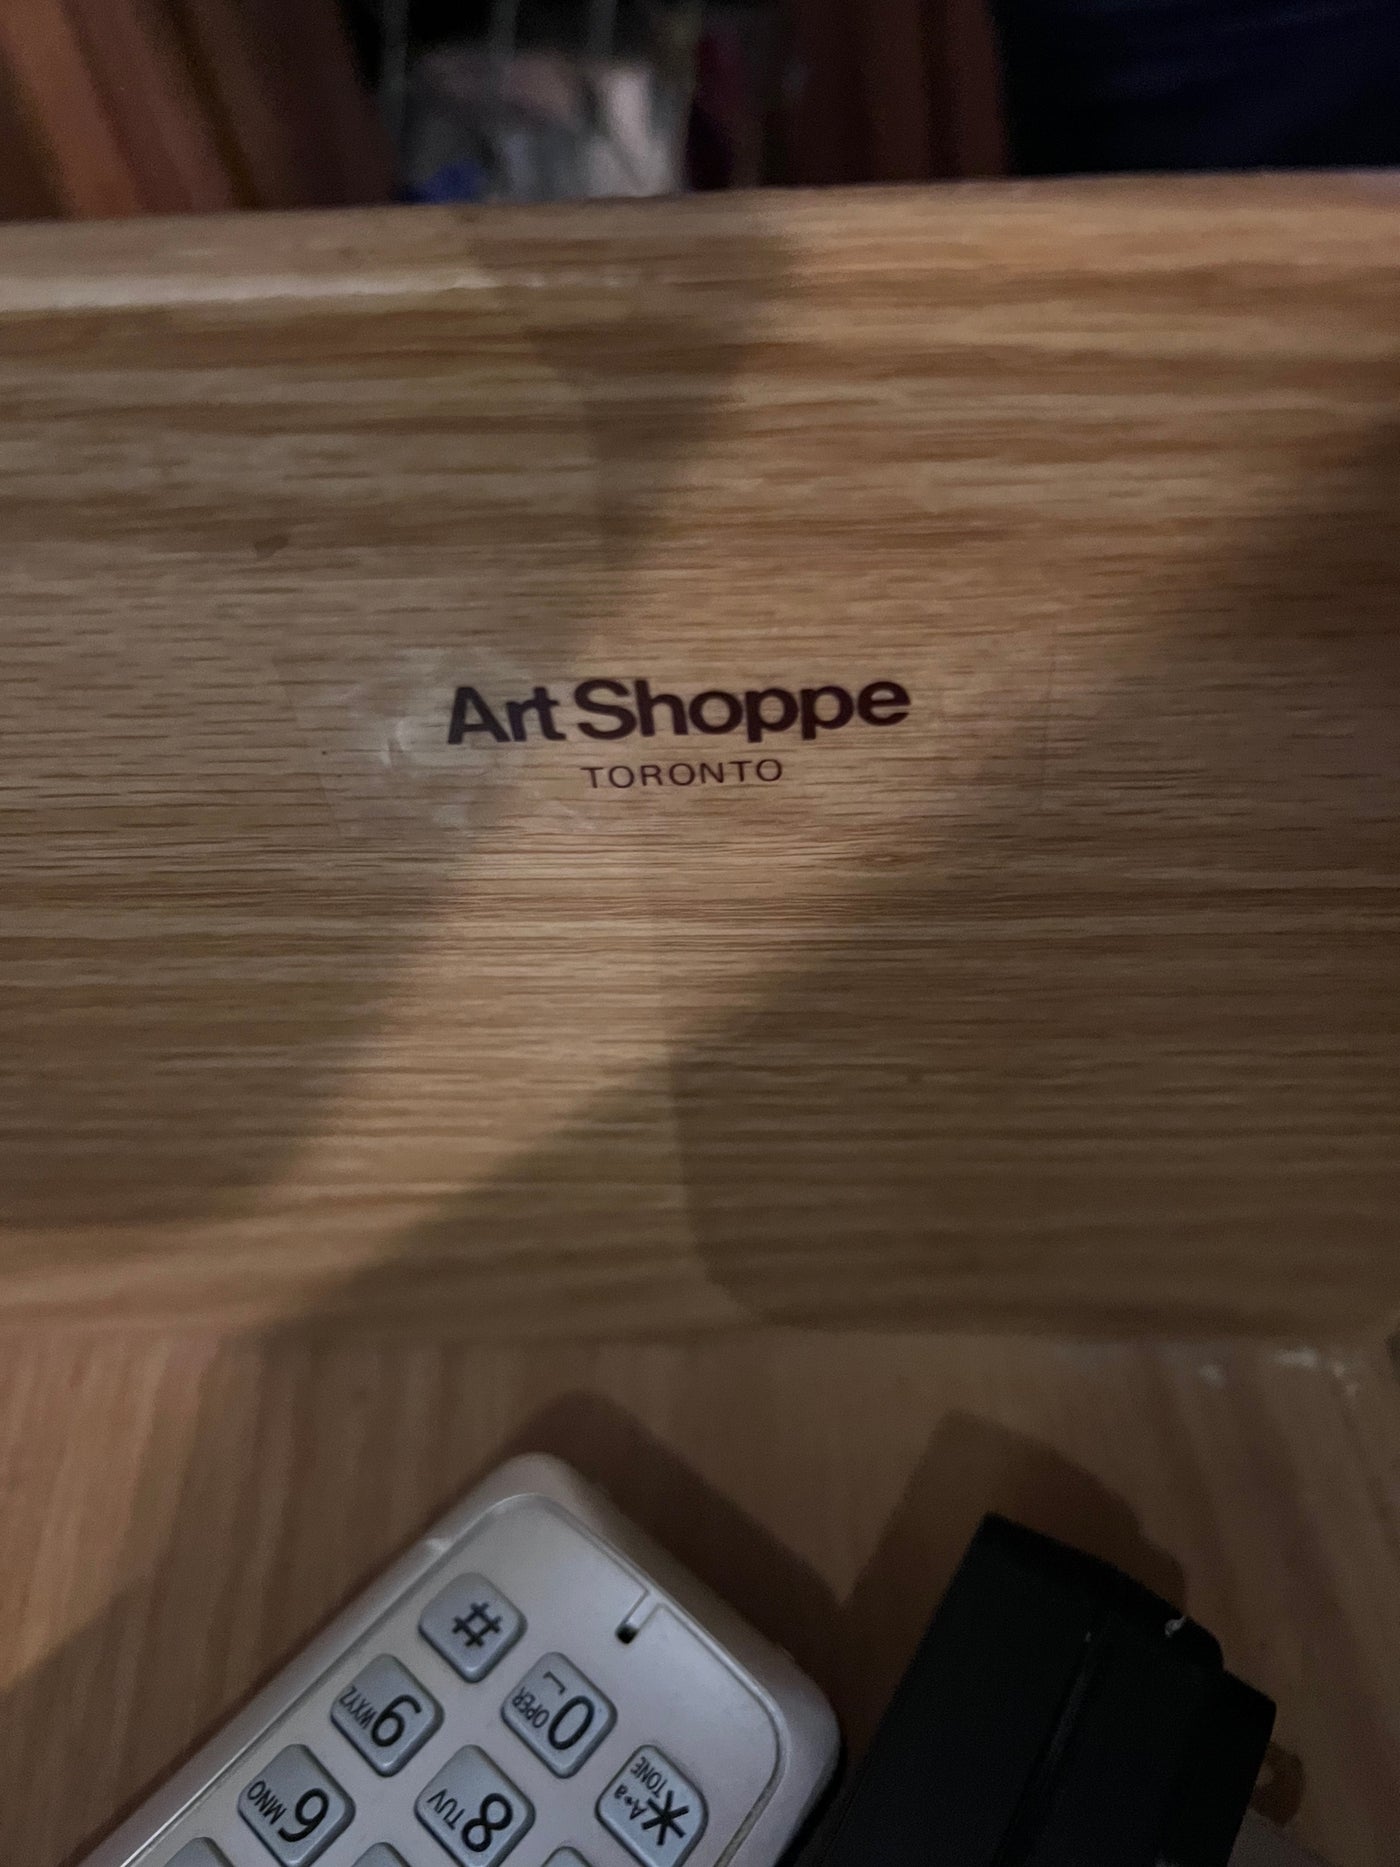 Art Shoppe
TORONTO
#
0 OPER
9 WXYZ
* TONE
A→a
8 TUV
6 MNO